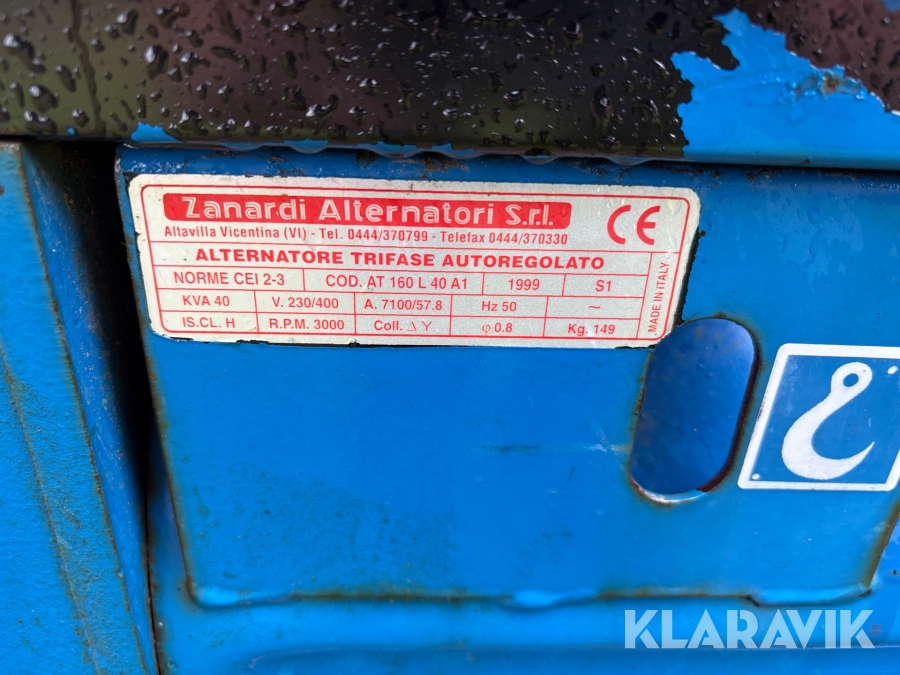 Zanardi Alternatori S.r.l.
Altavilla Vicentina (VI) - Tel. 0444/370799 - Telefax 0444/370330
CE
ALTERNATORE TRIFASE AUTOREGOLATO
NORME CEI 2-3 COD. AT 160 L 40 A1 1999 S1
KVA 40 V. 230/400 A. 7100/57.8 Hz 50 ~
IS.CL. H R.P.M. 3000 Coll. Δ Y φ 0.8 Kg. 149
MADE IN ITALY
KLARAVIK